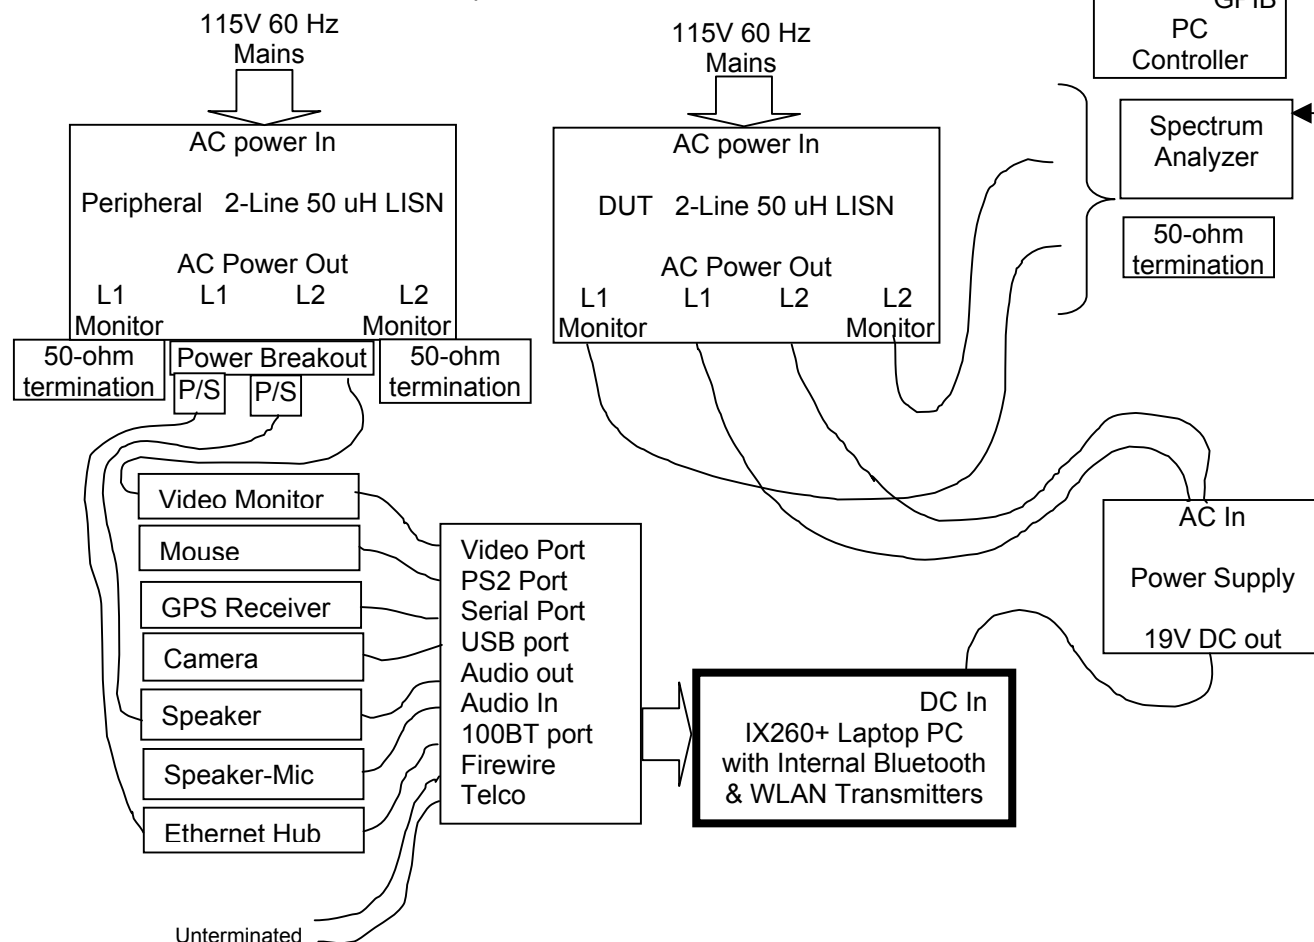 115V 60 Hz
Mains
AC power In
Peripheral 2-Line 50 uH LISN
AC Power Out
L1 L1 L2 L2
Monitor Monitor
50-ohm
termination
Power Breakout
50-ohm
termination
P/S P/S
115V 60 Hz
Mains
AC power In
DUT 2-Line 50 uH LISN
AC Power Out
L1 L1 L2 L2
Monitor Monitor
GPIB
PC
Controller
Spectrum
Analyzer
50-ohm
termination
AC In
Power Supply
19V DC out
Video Monitor
Mouse
GPS Receiver
Camera
Speaker
Speaker-Mic
Ethernet Hub
Video Port
PS2 Port
Serial Port
USB port
Audio out
Audio In
100BT port
Firewire
Telco
DC In
IX260+ Laptop PC
with Internal Bluetooth
& WLAN Transmitters
Unterminated